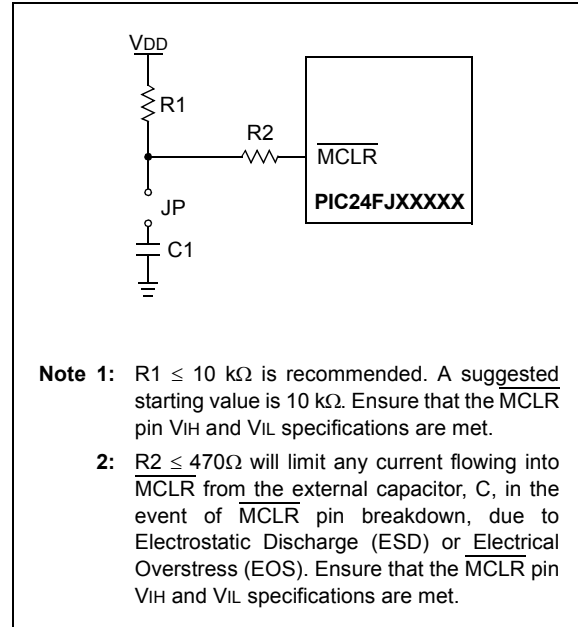 VDD
R1
R2
MCLR
PIC24FJXXXXX
JP
C1
Note 1: R1 ≤ 10 kΩ is recommended. A suggested
starting value is 10 kΩ. Ensure that the MCLR
pin VIH and VIL specifications are met.
2: R2 ≤ 470Ω will limit any current flowing into
MCLR from the external capacitor, C, in the
event of MCLR pin breakdown, due to
Electrostatic Discharge (ESD) or Electrical
Overstress (EOS). Ensure that the MCLR pin
VIH and VIL specifications are met.